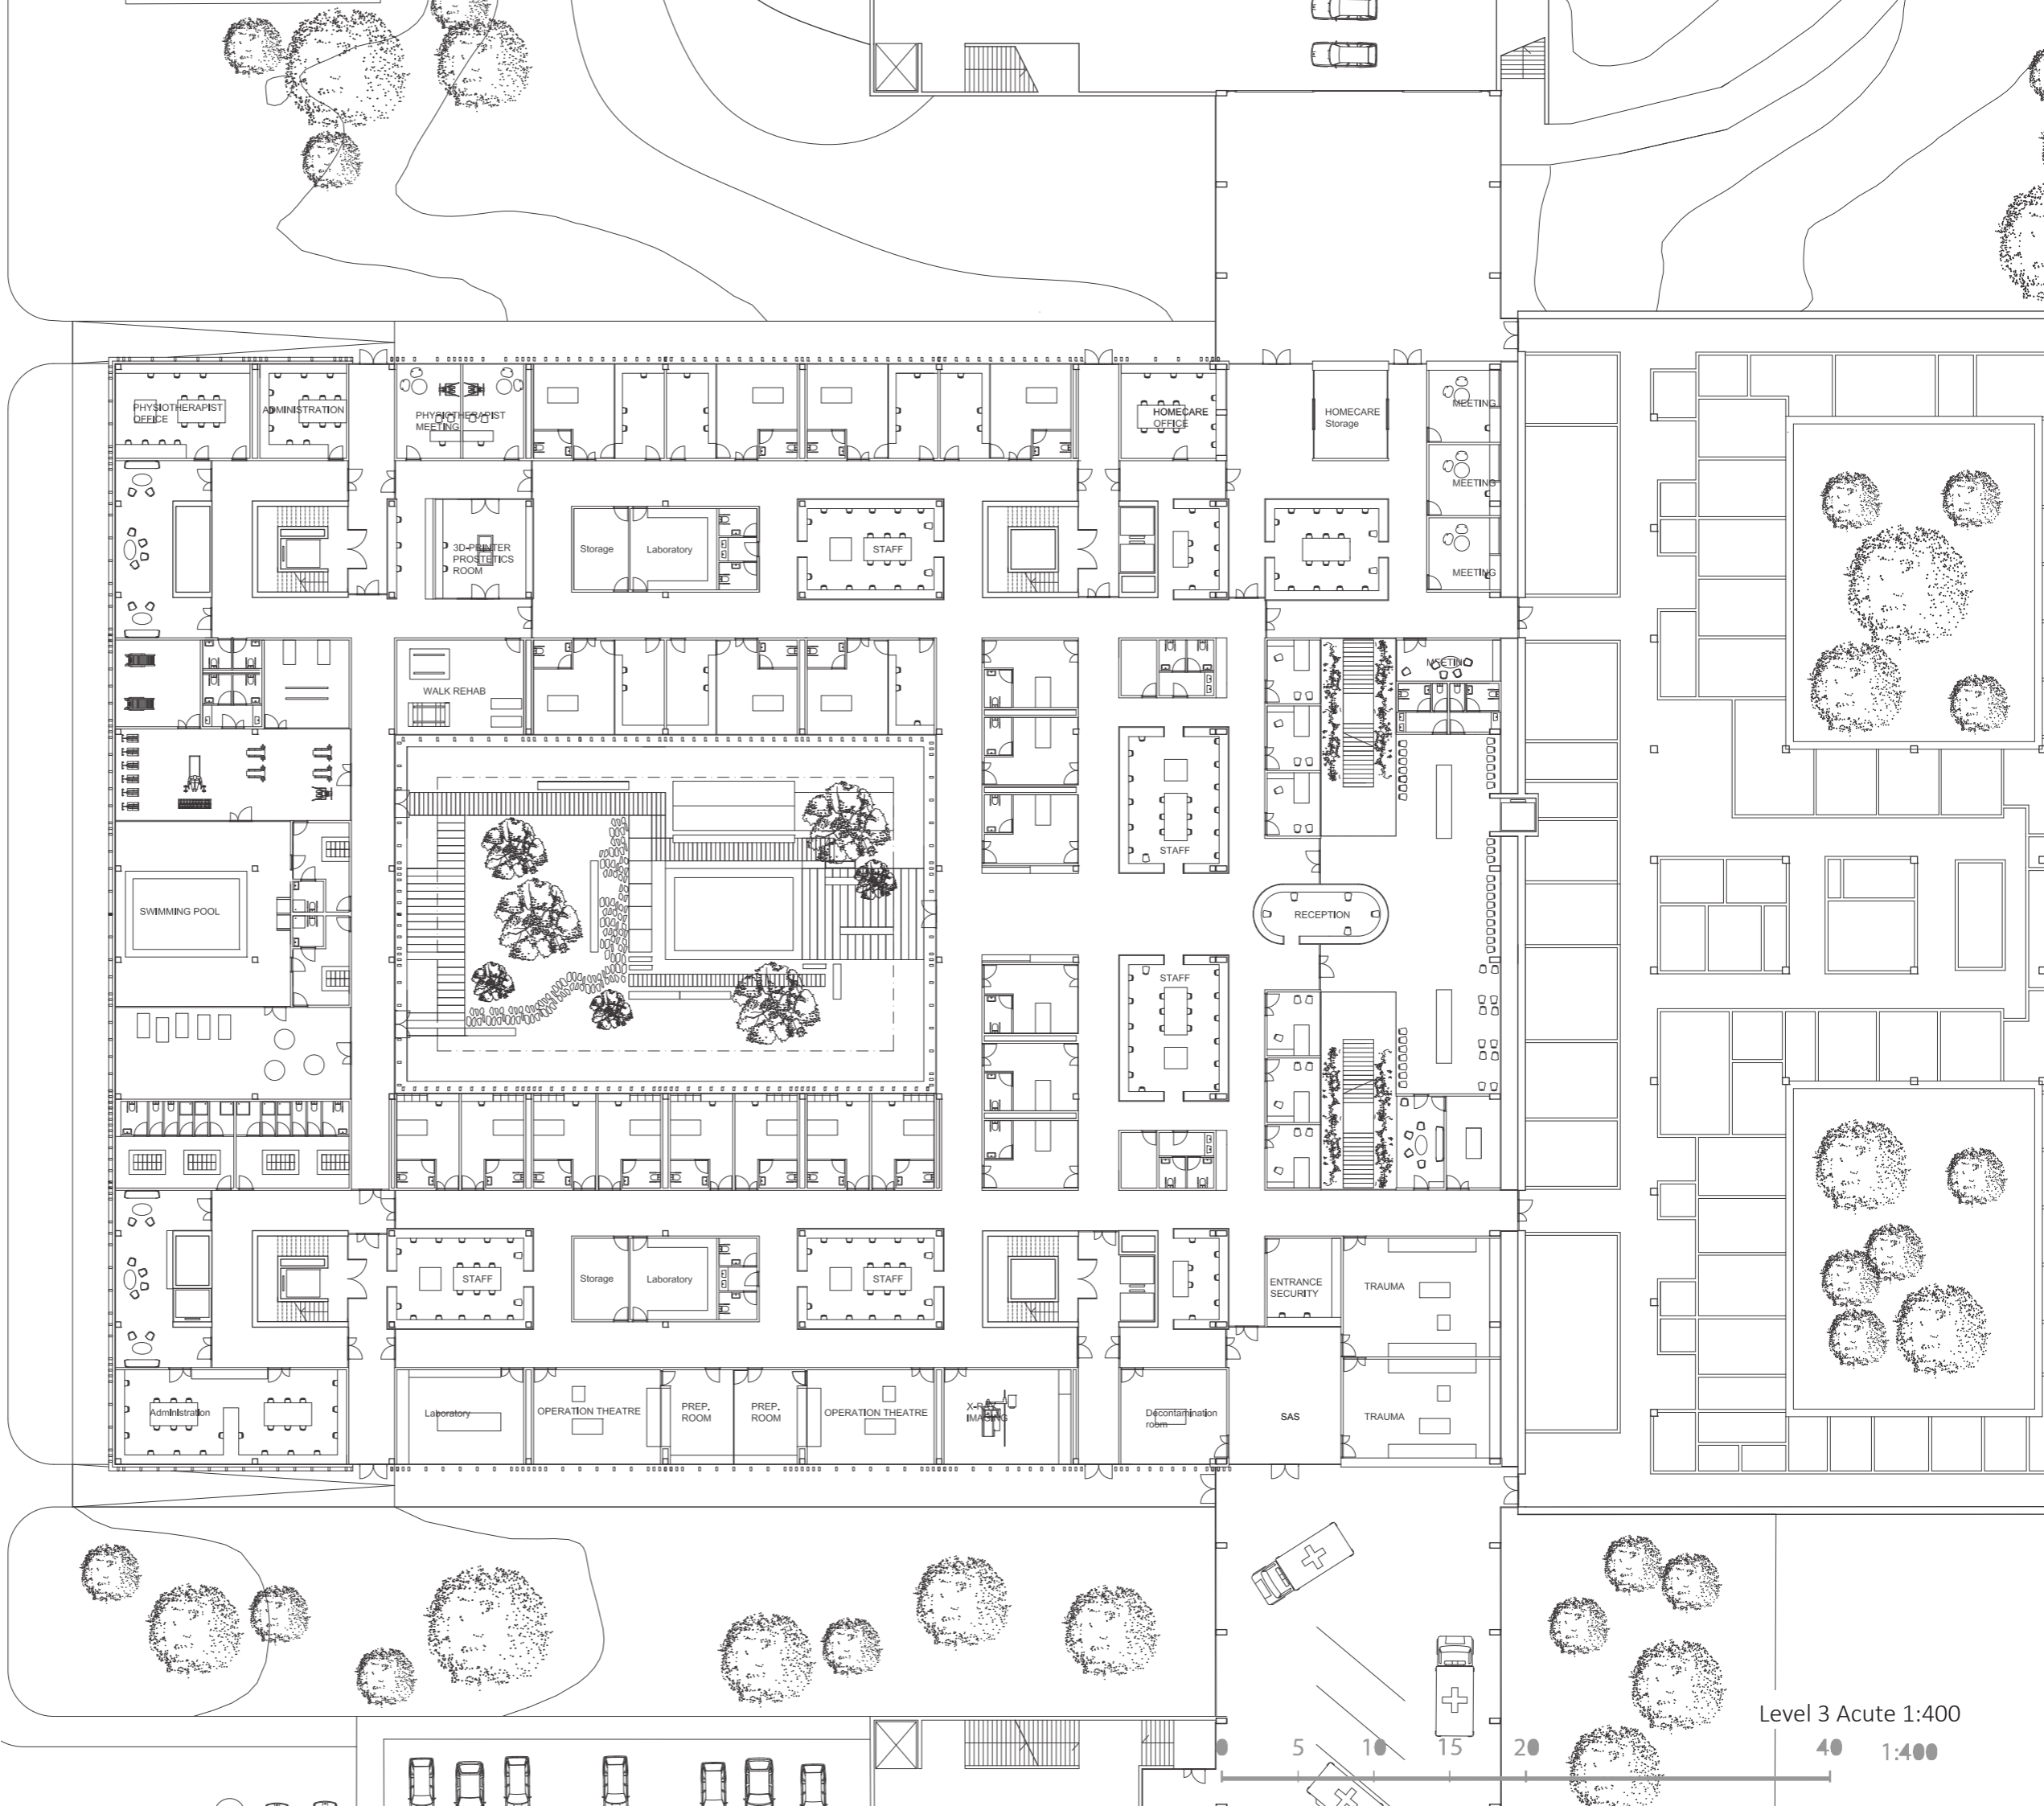 PHYSIOTHERAPIST
OFFICE
ADMINISTRATION
PHYSIOTHERAPIST
MEETING
HOMECARE
OFFICE
HOMECARE
Storage
MEETING
MEETING
MEETING
3D-PRINTER
PROSTETICS
ROOM
Storage
Laboratory
STAFF
WALK REHAB
MEETING
STAFF
SWIMMING POOL
RECEPTION
STAFF
STAFF
Storage
Laboratory
STAFF
ENTRANCE
SECURITY
TRAUMA
Administration
Laboratory
OPERATION THEATRE
PREP.
ROOM
PREP.
ROOM
OPERATION THEATRE
X-RAY
IMAGING
Decontamination
room
SAS
TRAUMA
Level 3 Acute 1:400
0 5 10 15 20 40 1:400